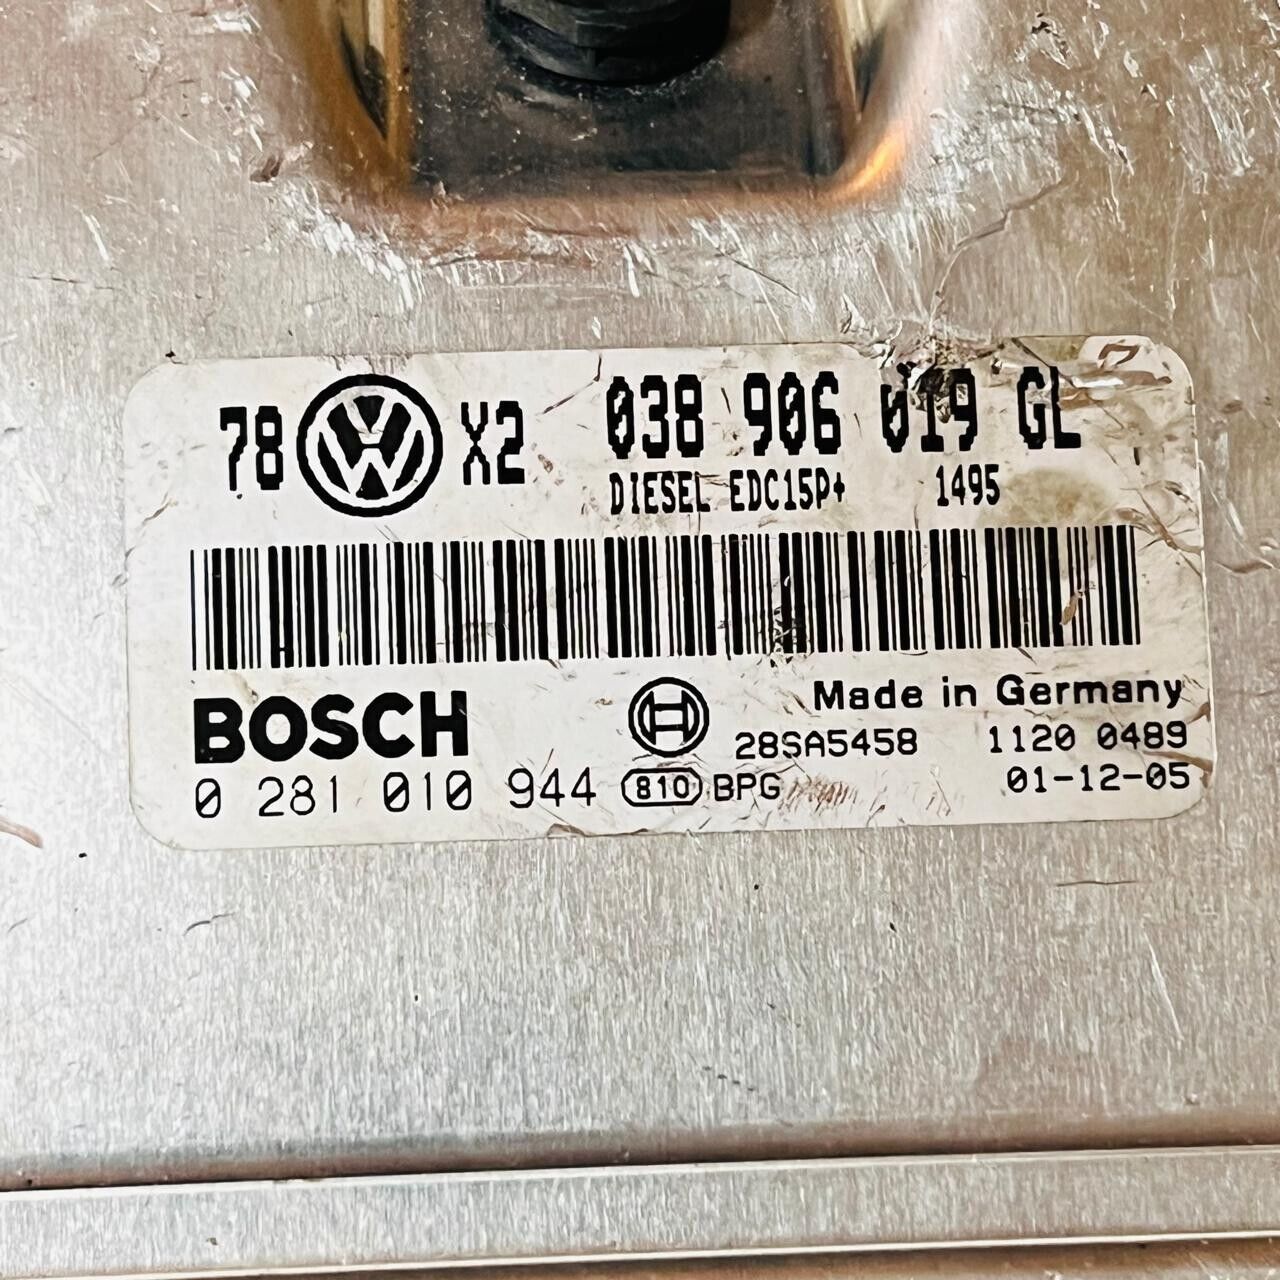 78 VW X2 038 906 019 GL
DIESEL EDC15P+ 1495
BOSCH Made in Germany
28SA5458 1120 0489
0 281 010 944 810 BPG 01-12-05